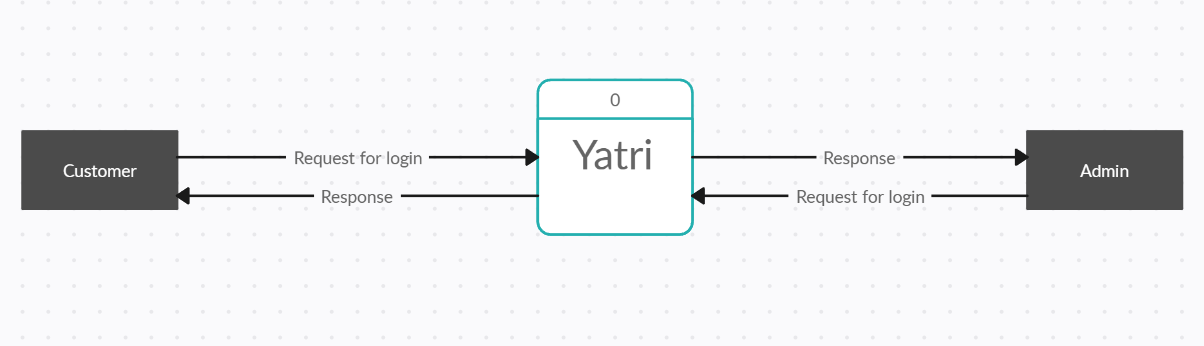 0
Yatri
Customer
Request for login
Response
Response
Request for login
Admin